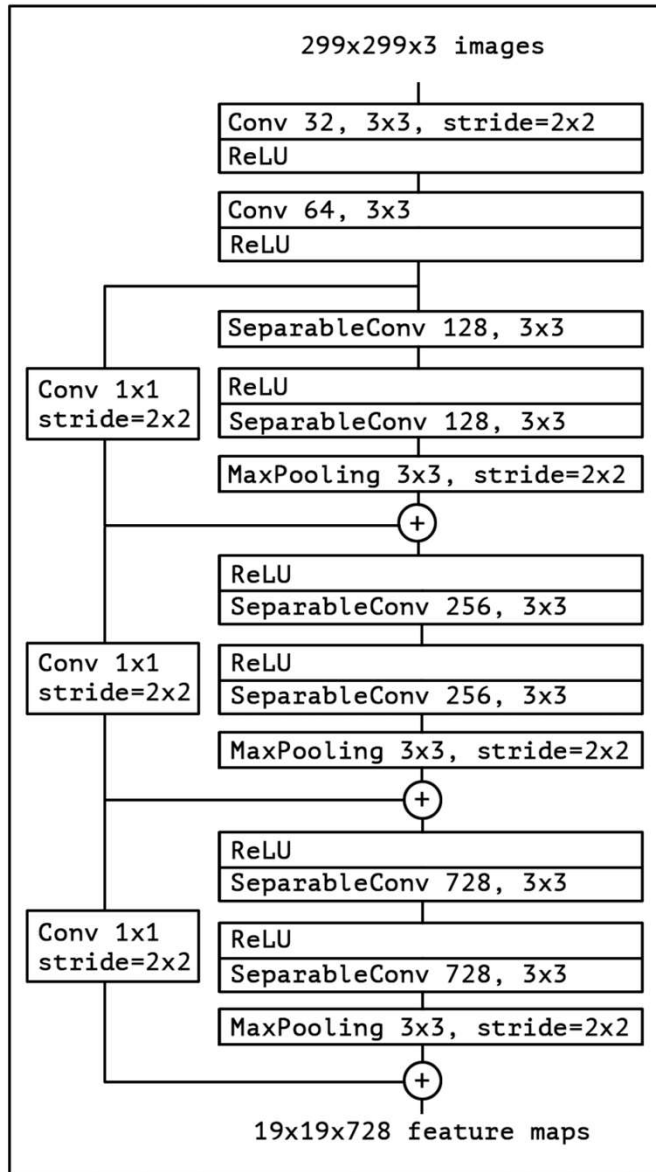 299x299x3 images
Conv 32, 3x3, stride=2x2
ReLU
Conv 64, 3x3
ReLU
SeparableConv 128, 3x3
Conv 1x1
stride=2x2
ReLU
SeparableConv 128, 3x3
MaxPooling 3x3, stride=2x2
+
ReLU
SeparableConv 256, 3x3
Conv 1x1
stride=2x2
ReLU
SeparableConv 256, 3x3
MaxPooling 3x3, stride=2x2
+
ReLU
SeparableConv 728, 3x3
Conv 1x1
stride=2x2
ReLU
SeparableConv 728, 3x3
MaxPooling 3x3, stride=2x2
+
19x19x728 feature maps